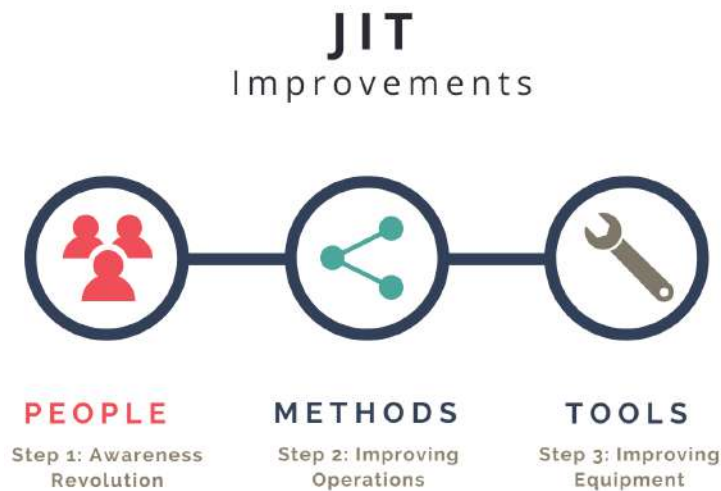 JIT
Improvements
PEOPLE
Step 1: Awareness
Revolution
METHODS
Step 2: Improving
Operations
TOOLS
Step 3: Improving
Equipment